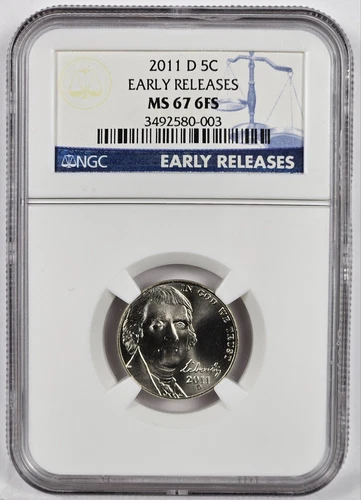 2011 D 5C
EARLY RELEASES
MS 67 6FS
3492580-003
NGC EARLY RELEASES
IN GOD WE TRUST
Liberty
2011
D